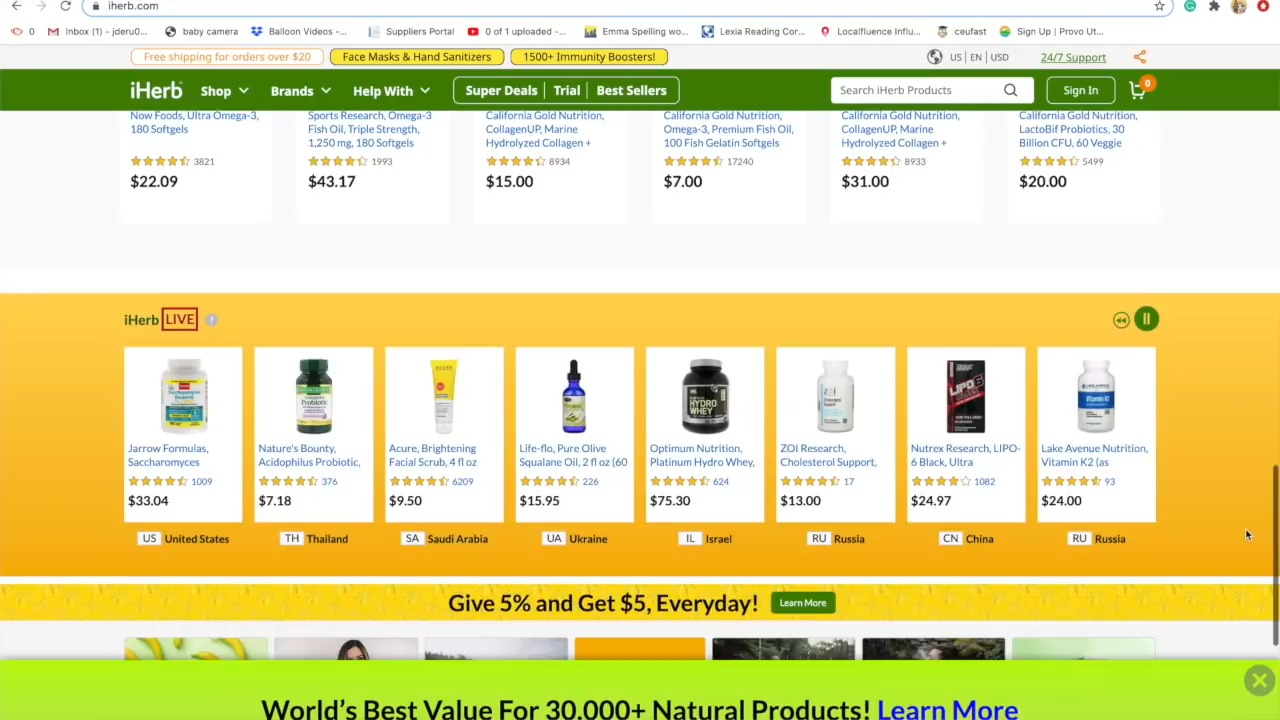 iherb.com
0
Inbox (1) - jderu0...
baby camera
Balloon Videos -...
Suppliers Portal
0 of 1 uploaded -...
Emma Spelling wo...
Lexia Reading Cor...
Localfluence Influ...
ceufast
Sign Up | Provo Ut...
Free shipping for orders over $20
Face Masks & Hand Sanitizers
1500+ Immunity Boosters!
US | EN | USD
24/7 Support
iHerb
Shop
Brands
Help With
Super Deals
Trial
Best Sellers
Search iHerb Products
Sign In
0
Now Foods, Ultra Omega-3,
180 Softgels
3821
$22.09
Sports Research, Omega-3
Fish Oil, Triple Strength,
1,250 mg, 180 Softgels
1993
$43.17
California Gold Nutrition,
CollagenUP, Marine
Hydrolyzed Collagen +
8934
$15.00
California Gold Nutrition,
Omega-3, Premium Fish Oil,
100 Fish Gelatin Softgels
17240
$7.00
California Gold Nutrition,
CollagenUP, Marine
Hydrolyzed Collagen +
8933
$31.00
California Gold Nutrition,
LactoBif Probiotics, 30
Billion CFU, 60 Veggie
5499
$20.00
iHerb LIVE ?
Jarrow Formulas,
Saccharomyces
1009
$33.04
US United States
Probiotic
Nature's Bounty,
Acidophilus Probiotic,
376
$7.18
TH Thailand
ACURE
Acure, Brightening
Facial Scrub, 4 fl oz
6209
$9.50
SA Saudi Arabia
Life-flo, Pure Olive
Squalane Oil, 2 fl oz (60
226
$15.95
UA Ukraine
HYDRO
WHEY
Optimum Nutrition,
Platinum Hydro Whey,
624
$75.30
IL Israel
ZOI
ZOI Research,
Cholesterol Support,
17
$13.00
RU Russia
LIPO6
Nutrex Research, LIPO-
6 Black, Ultra
1082
$24.97
CN China
Vitamin K2
Lake Avenue Nutrition,
Vitamin K2 (as
93
$24.00
RU Russia
Give 5% and Get $5, Everyday!
Learn More
World's Best Value For 30,000+ Natural Products! Learn More